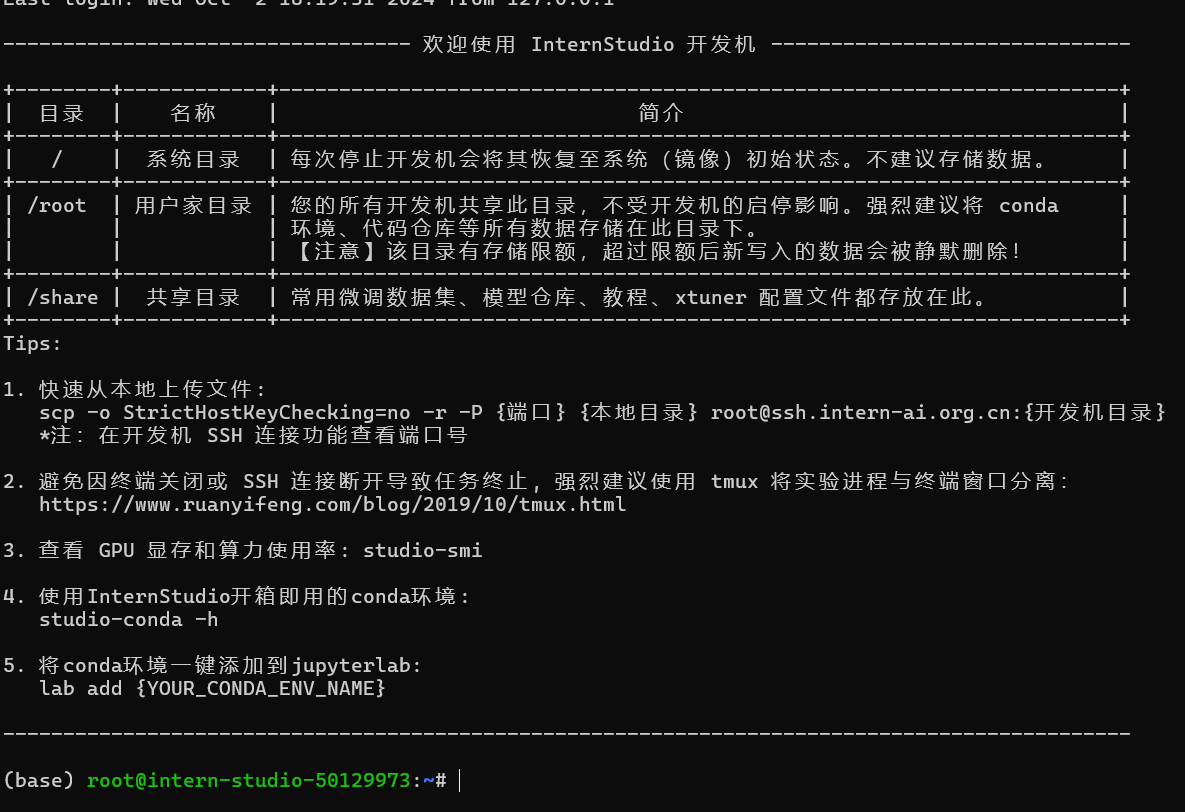 Last login: Wed Oct  2 18:19:51 2024 from 127.0.0.1
---------------------------------- 欢迎使用 InternStudio 开发机 ------------------------------
+--------+------------+----------------------------------------------------------------------+
|  目录  |    名称    |                              简介                                    |
+--------+------------+----------------------------------------------------------------------+
|   /    |  系统目录  | 每次停止开发机会将其恢复至系统（镜像）初始状态。不建议存储数据。      |
+--------+------------+----------------------------------------------------------------------+
| /root  | 用户家目录 | 您的所有开发机共享此目录，不受开发机的启停影响。强烈建议将 conda     |
|        |            | 环境、代码仓库等所有数据存储在此目录下。                              |
|        |            | 【注意】该目录有存储限额，超过限额后新写入的数据会被静默删除！        |
+--------+------------+----------------------------------------------------------------------+
| /share |  共享目录  | 常用微调数据集、模型仓库、教程、xtuner 配置文件都存放在此。           |
+--------+------------+----------------------------------------------------------------------+
Tips:
1. 快速从本地上传文件：
   scp -o StrictHostKeyChecking=no -r -P {端口} {本地目录} root@ssh.intern-ai.org.cn:{开发机目录}
   *注：在开发机 SSH 连接功能查看端口号
2. 避免因终端关闭或 SSH 连接断开导致任务终止，强烈建议使用 tmux 将实验进程与终端窗口分离：
   https://www.ruanyifeng.com/blog/2019/10/tmux.html
3. 查看 GPU 显存和算力使用率：studio-smi
4. 使用InternStudio开箱即用的conda环境：
   studio-conda -h
5. 将conda环境一键添加到jupyterlab:
   lab add {YOUR_CONDA_ENV_NAME}
----------------------------------------------------------------------------------------------
(base) root@intern-studio-50129973:~#